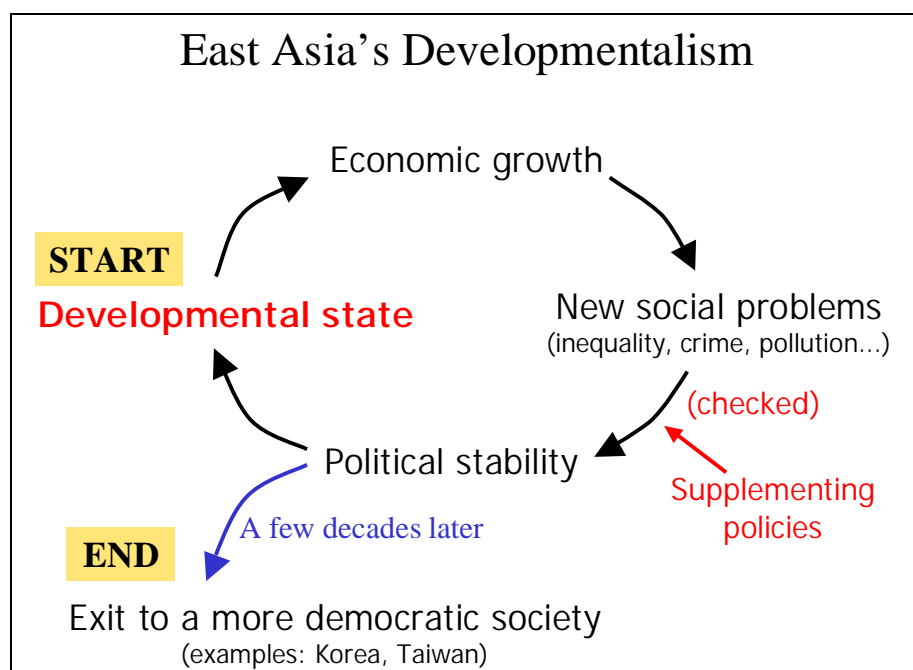 East Asia's Developmentalism
Economic growth
START
Developmental state
New social problems
(inequality, crime, pollution...)
(checked)
Political stability
Supplementing
policies
A few decades later
END
Exit to a more democratic society
(examples: Korea, Taiwan)